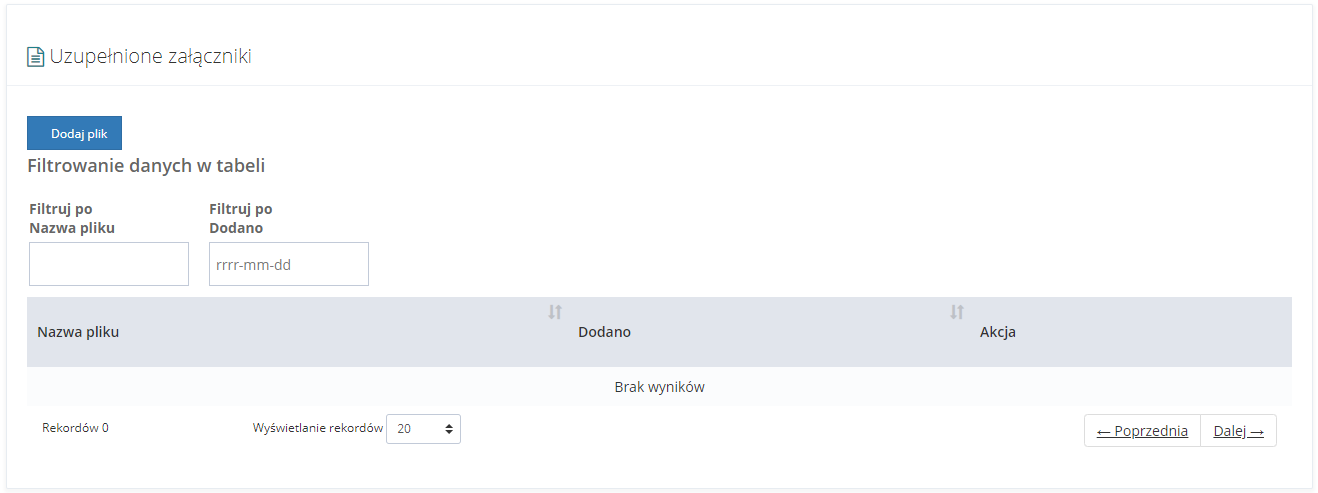 Uzupełnione załączniki
Dodaj plik
Filtrowanie danych w tabeli
Filtruj po
Nazwa pliku
Filtruj po
Dodano
rrrr-mm-dd
Nazwa pliku Dodano Akcja
Brak wyników
Rekordów 0 Wyświetlanie rekordów 20 ← Poprzednia Dalej →